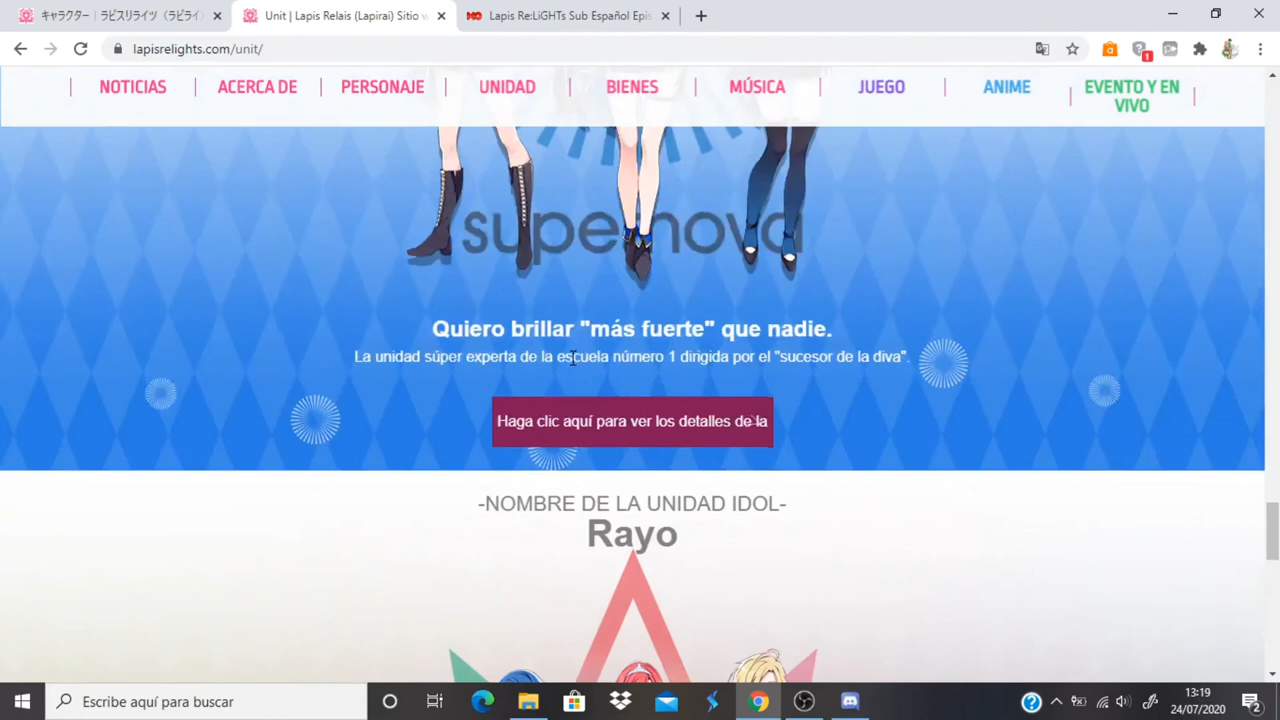 キャラクター | ラピスリライツ（ラピライ
Unit | Lapis Relais (Lapirai) Sitio w
Lapis Re:LiGHTs Sub Español Epis
lapisrelights.com/unit/
1
NOTICIAS
ACERCA DE
PERSONAJE
UNIDAD
BIENES
MÚSICA
JUEGO
ANIME
EVENTO Y EN
VIVO
supernova
Quiero brillar "más fuerte" que nadie.
La unidad súper experta de la escuela número 1 dirigida por el "sucesor de la diva".
Haga clic aquí para ver los detalles de la
-NOMBRE DE LA UNIDAD IDOL-
Rayo
Escribe aquí para buscar
13:19
24/07/2020
2